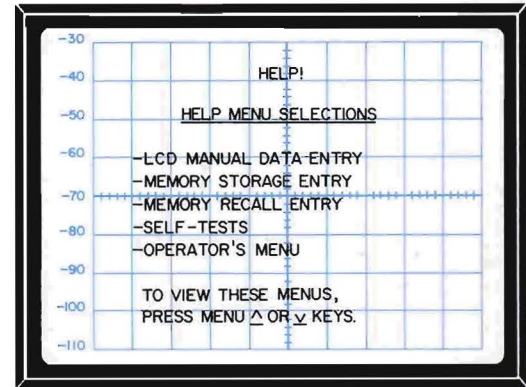 -30
-40
HELP!
-50
HELP MENU SELECTIONS
-60
-LCD MANUAL DATA ENTRY
-MEMORY STORAGE ENTRY
-70
-MEMORY RECALL ENTRY
-80
-SELF-TESTS
-OPERATOR'S MENU
-90
TO VIEW THESE MENUS,
-100
PRESS MENU ^ OR v KEYS.
-110